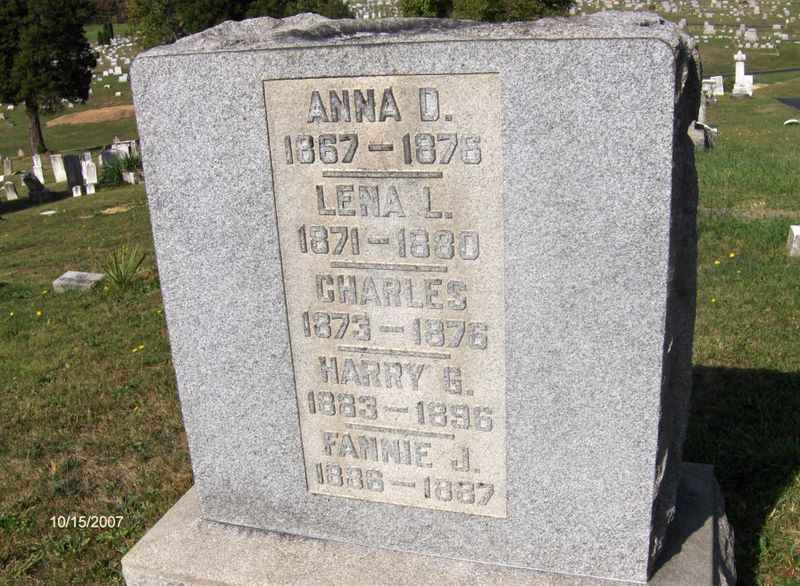 ANNA D.
1867 – 1876
LENA L.
1871 – 1880
CHARLES
1873 – 1876
HARRY G.
1883 – 1896
FANNIE J.
1886 – 1887
10/15/2007